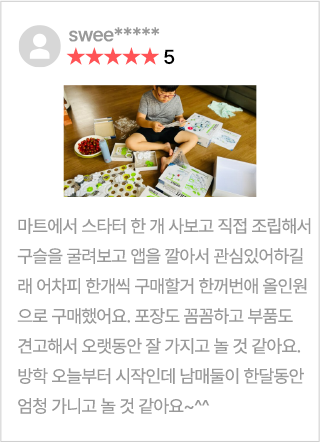 swee*****
★★★★★ 5
마트에서 스타터 한 개 사보고 직접 조립해서
구슬을 굴려보고 앱을 깔아서 관심있어하길
래 어차피 한개씩 구매할거 한꺼번애 올인원
으로 구매했어요. 포장도 꼼꼼하고 부품도
견고해서 오랫동안 잘 가지고 놀 것 같아요.
방학 오늘부터 시작인데 남매둘이 한달동안
엄청 가니고 놀 것 같아요~^^